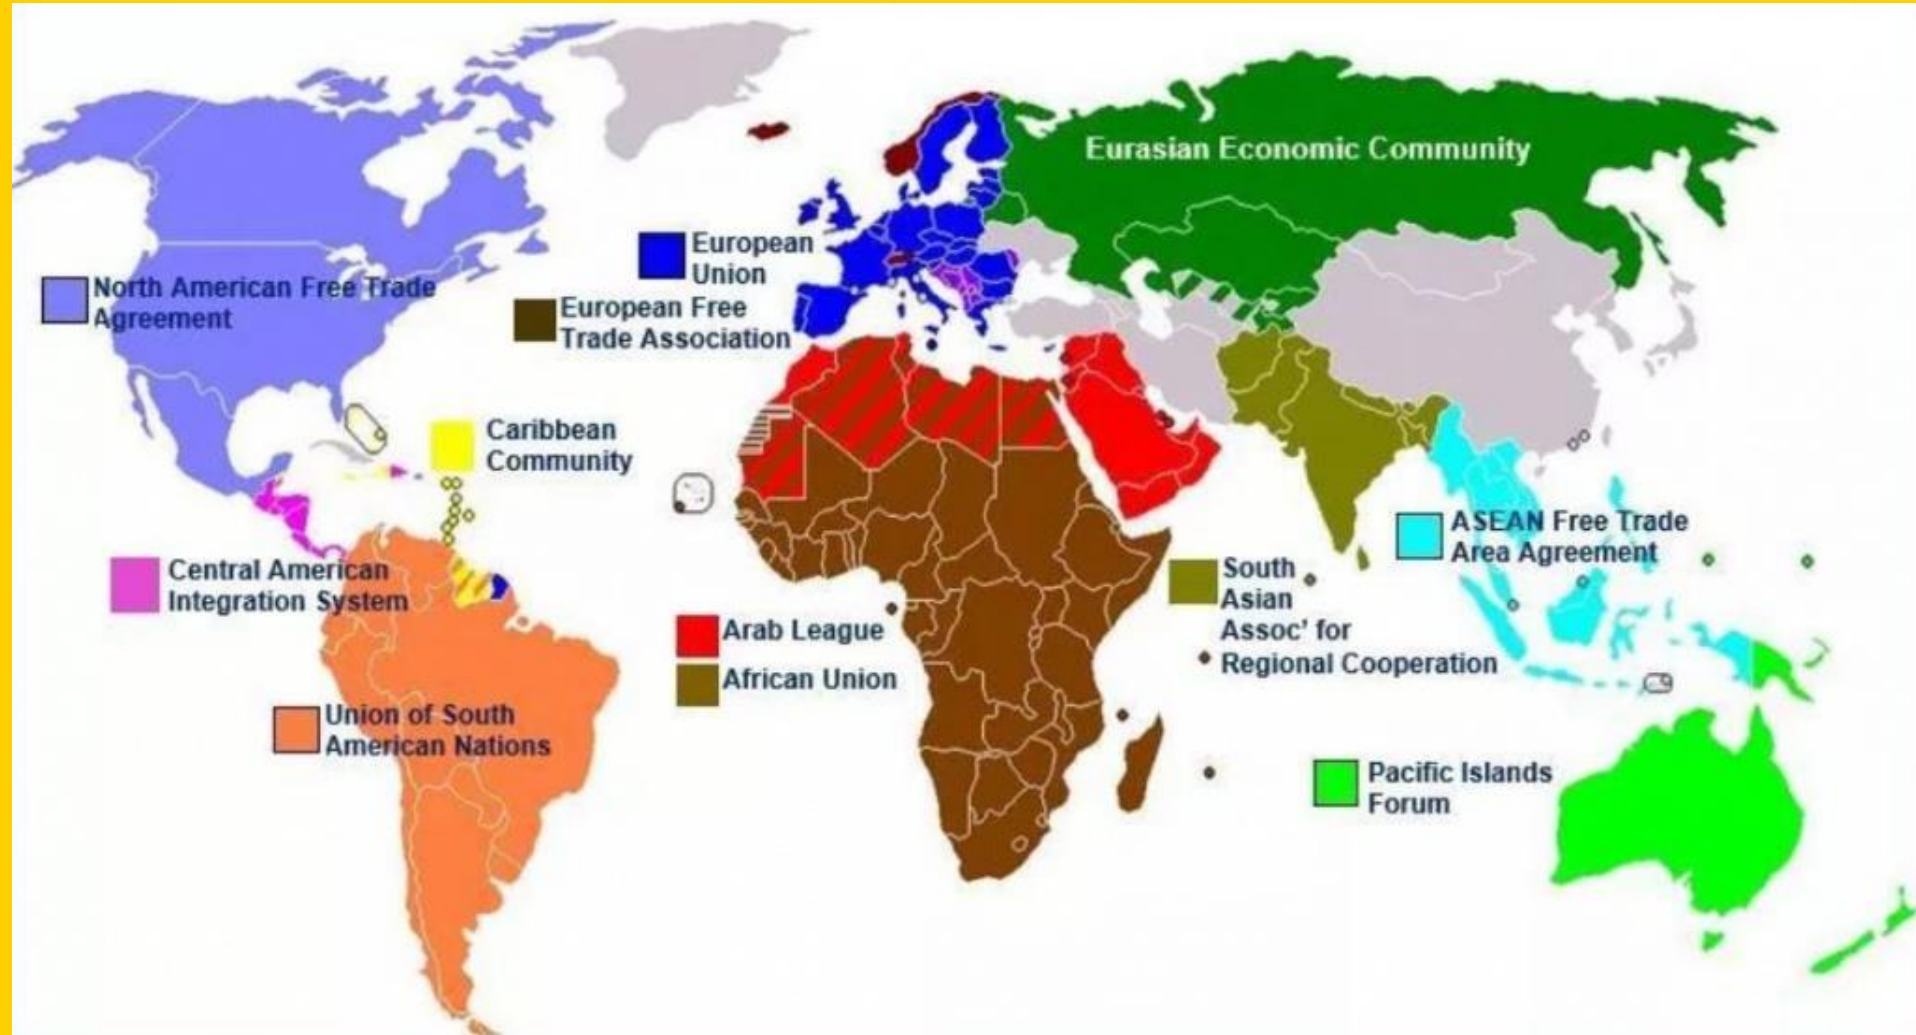 Eurasian Economic Community
European
Union
North American Free Trade
Agreement
European Free
Trade Association
Caribbean
Community
ASEAN Free Trade
Area Agreement
Central American
Integration System
South
Asian
Assoc' for
Regional Cooperation
Arab League
African Union
Union of South
American Nations
Pacific Islands
Forum